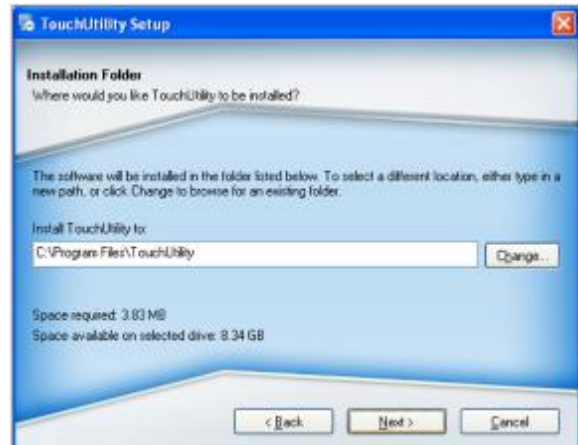 TouchUtility Setup
Installation Folder
Where would you like TouchUtility to be installed?
The software will be installed in the folder listed below. To select a different location, either type in a
new path, or click Change to browse for an existing folder.
Install TouchUtility to:
C:\Program Files\TouchUtility
Change...
Space required: 3.83 MB
Space available on selected drive: 8.34 GB
< Back
Next >
Cancel